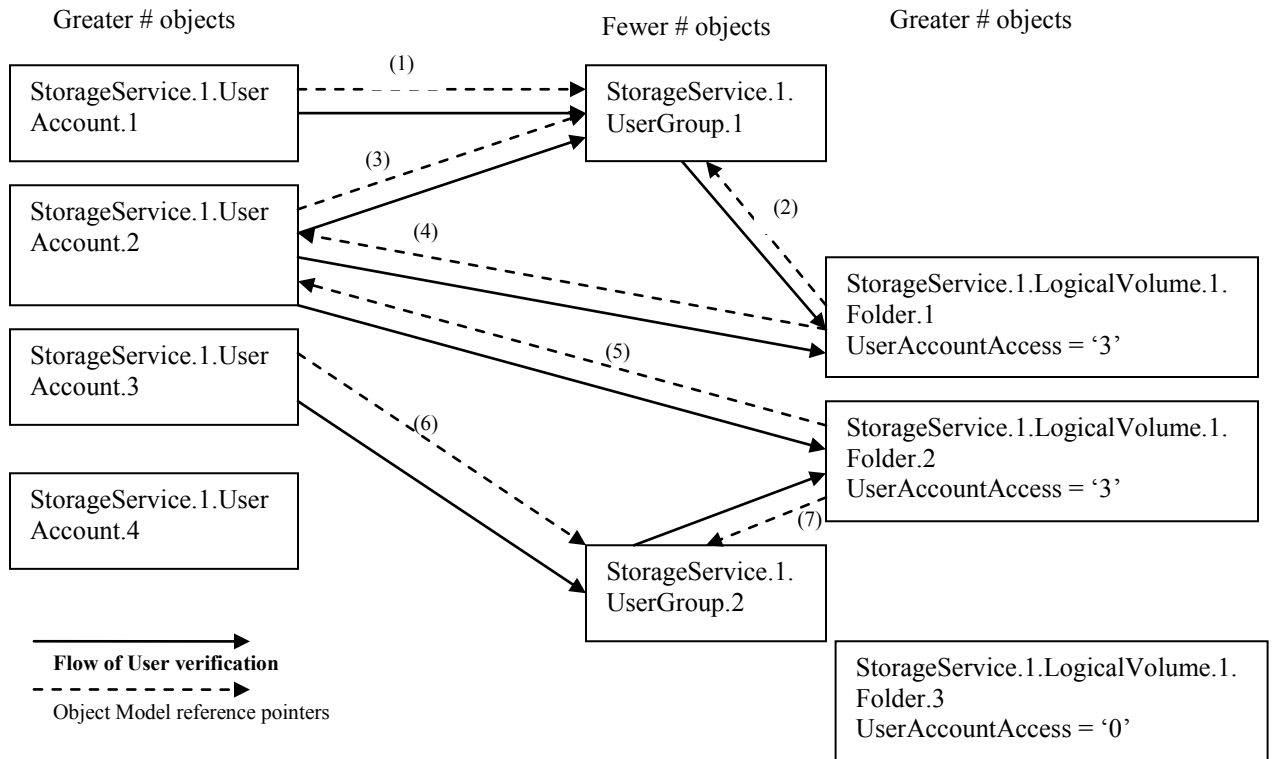 Greater # objects
Fewer # objects
Greater # objects
StorageService.1.User
Account.1
(1)
StorageService.1.
UserGroup.1
(3)
StorageService.1.User
Account.2
(4)
(2)
StorageService.1.LogicalVolume.1.
Folder.1
UserAccountAccess = ‘3’
StorageService.1.User
Account.3
(5)
(6)
StorageService.1.LogicalVolume.1.
Folder.2
UserAccountAccess = ‘3’
StorageService.1.User
Account.4
(7)
StorageService.1.
UserGroup.2
Flow of User verification
Object Model reference pointers
StorageService.1.LogicalVolume.1.
Folder.3
UserAccountAccess = ‘0’